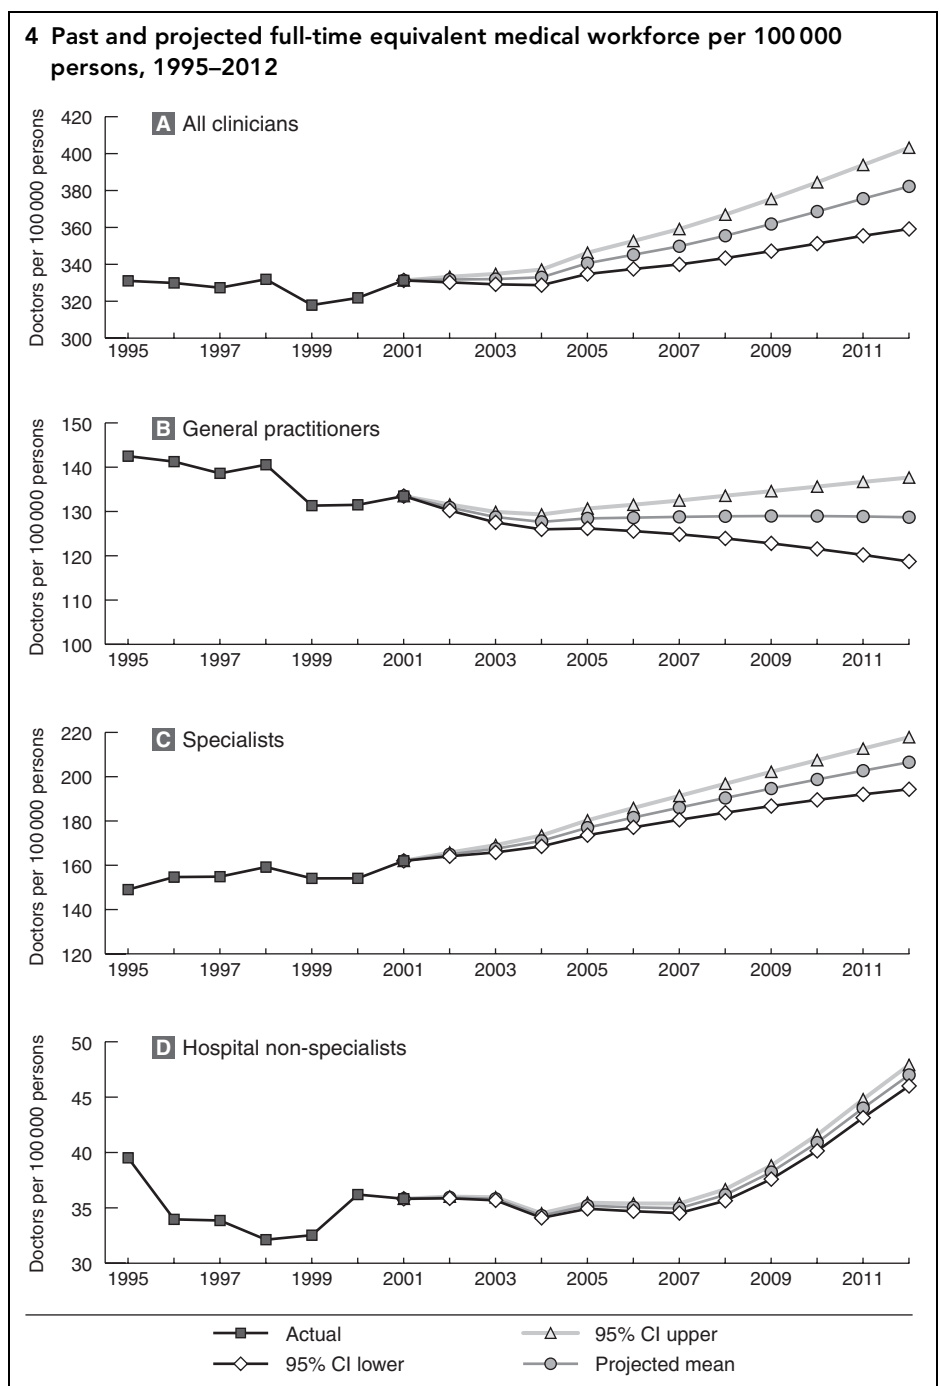 4 Past and projected full-time equivalent medical workforce per 100 000
persons, 1995–2012
Doctors per 100 000 persons
A All clinicians
420
400
380
360
340
320
300
1995 1997 1999 2001 2003 2005 2007 2009 2011
Doctors per 100 000 persons
B General practitioners
150
140
130
120
110
100
1995 1997 1999 2001 2003 2005 2007 2009 2011
Doctors per 100 000 persons
C Specialists
220
200
180
160
140
120
1995 1997 1999 2001 2003 2005 2007 2009 2011
Doctors per 100 000 persons
D Hospital non-specialists
50
45
40
35
30
1995 1997 1999 2001 2003 2005 2007 2009 2011
Actual 95% CI upper
95% CI lower Projected mean